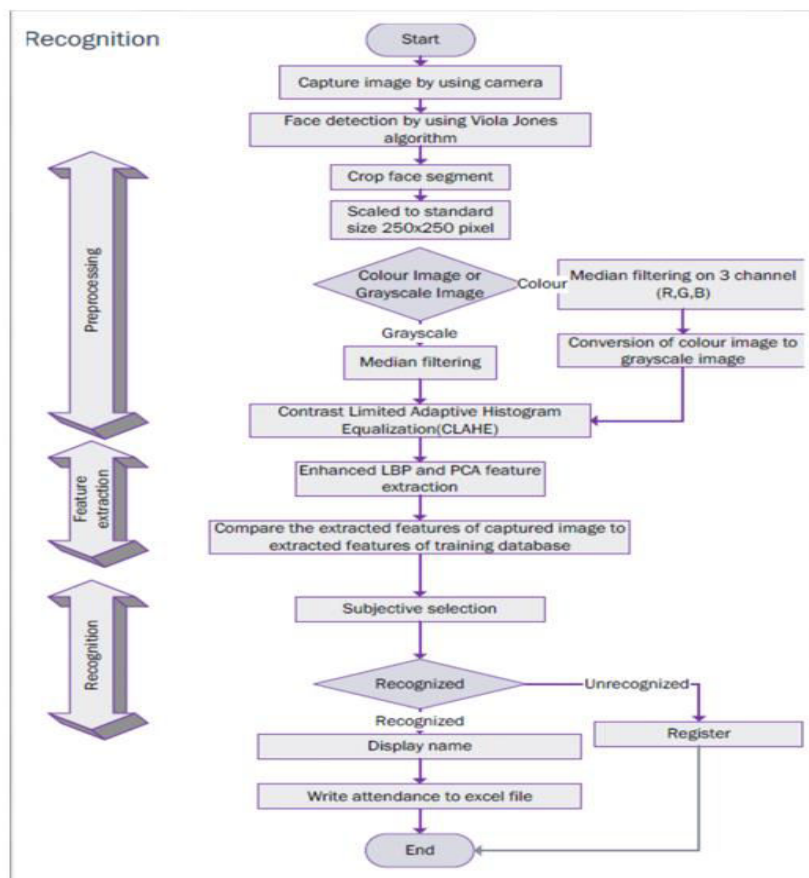 Recognition
Start
Capture image by using camera
Face detection by using Viola Jones
algorithm
Crop face segment
Scaled to standard
size 250x250 pixel
Preprocessing
Colour Image or
Grayscale Image
Colour
Median filtering on 3 channel
(R,G,B)
Grayscale
Conversion of colour image to
grayscale image
Median filtering
Contrast Limited Adaptive Histogram
Equalization(CLAHE)
Feature
extraction
Enhanced LBP and PCA feature
extraction
Compare the extracted features of captured image to
extracted features of training database
Recognition
Subjective selection
Recognized
Unrecognized
Recognized
Register
Display name
Write attendance to excel file
End